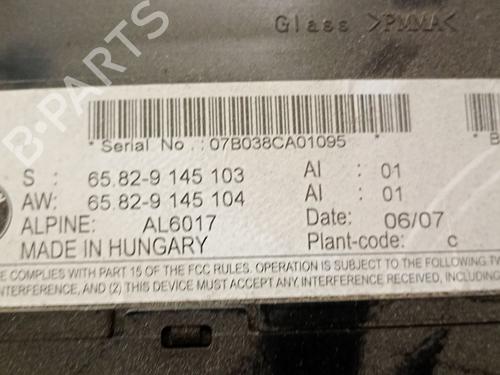 Glass >PMMA<
B-PARTS
* Serial No.: 07B038CA01095 *
S : 65.82-9 145 103 AI : 01
AW: 65.82-9 145 104 AI : 01
ALPINE: AL6017 Date: 06/07
MADE IN HUNGARY Plant-code: c
COMPLIES WITH PART 15 OF THE FCC RULES. OPERATION IS SUBJECT TO THE FOLLOWING
INTERFERENCE, AND (2) THIS DEVICE MUST ACCEPT ANY INTERFERENCE RECEIVED, INCLUDING